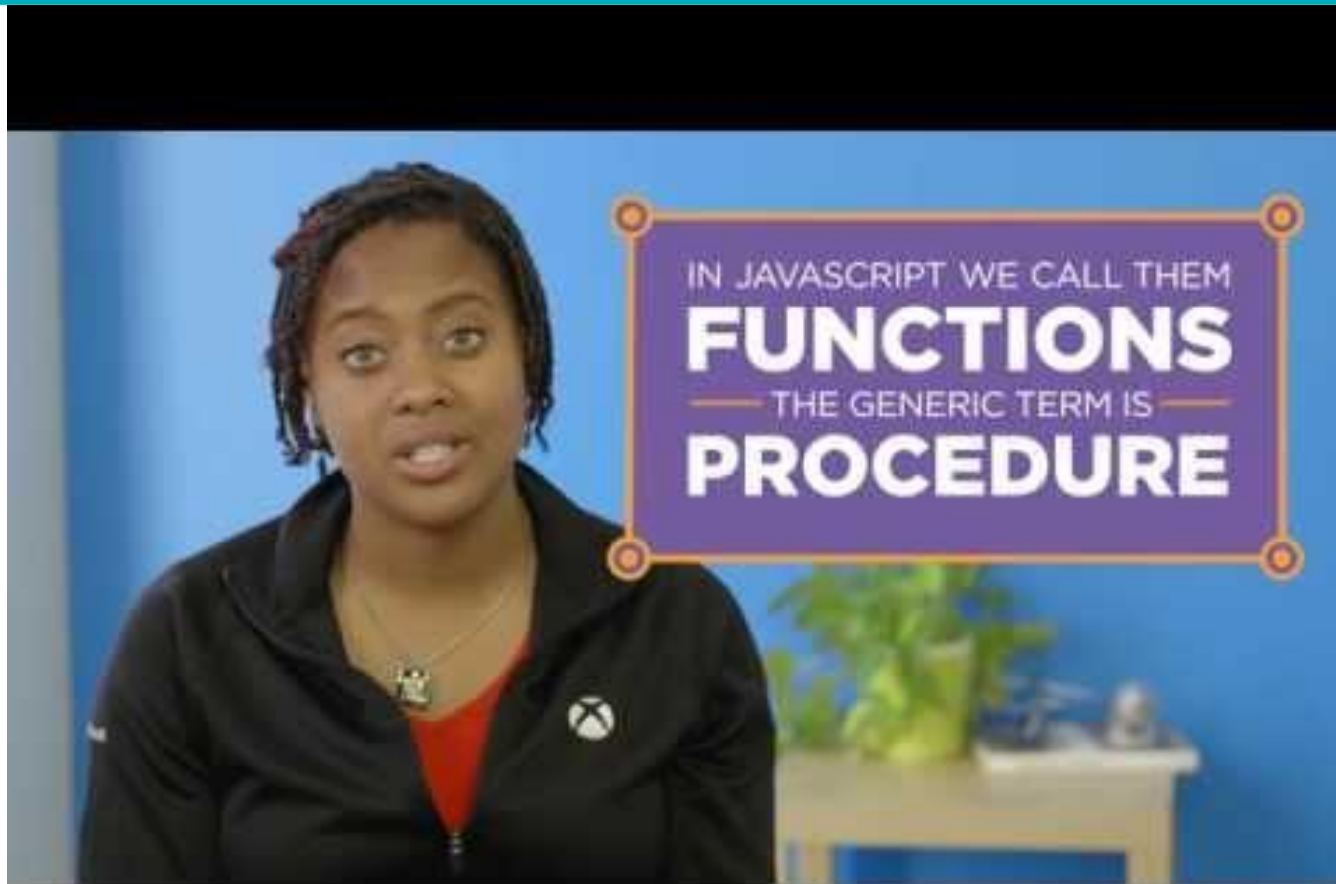 IN JAVASCRIPT WE CALL THEM
FUNCTIONS
THE GENERIC TERM IS
PROCEDURE